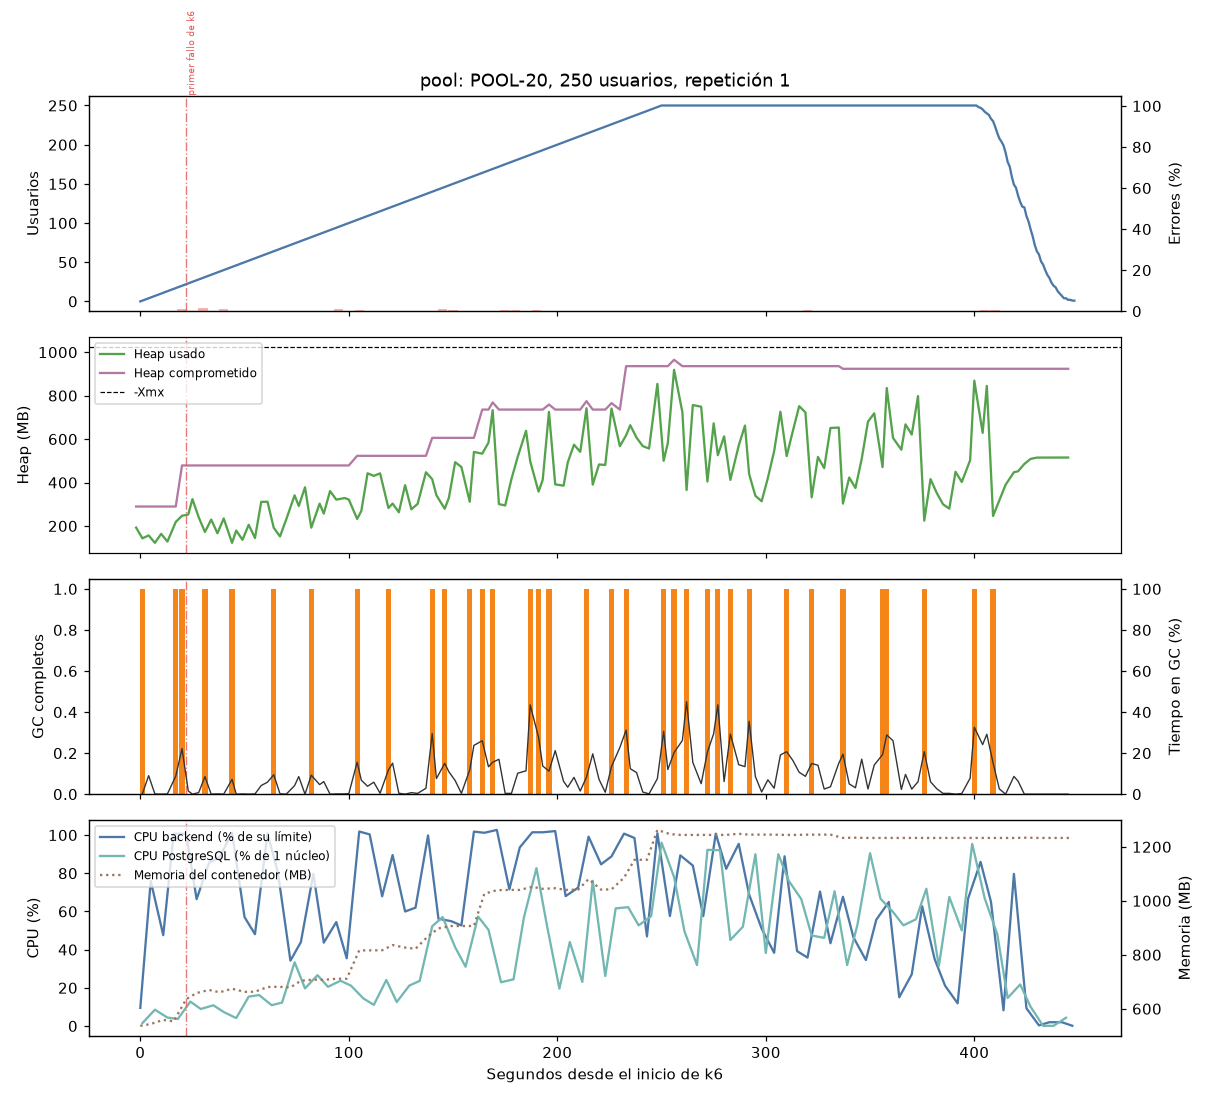 primer fallo de k6
pool: POOL-20, 250 usuarios, repetición 1
Usuarios
250
200
150
100
50
0
100
80
60
40
20
0
Errores (%)
Heap (MB)
1000
800
600
400
200
Heap usado
Heap comprometido
-Xmx
GC completos
1.0
0.8
0.6
0.4
0.2
0.0
100
80
60
40
20
0
Tiempo en GC (%)
CPU (%)
100
80
60
40
20
0
CPU backend (% de su límite)
CPU PostgreSQL (% de 1 núcleo)
Memoria del contenedor (MB)
1200
1000
800
600
Memoria (MB)
0
100
200
300
400
Segundos desde el inicio de k6